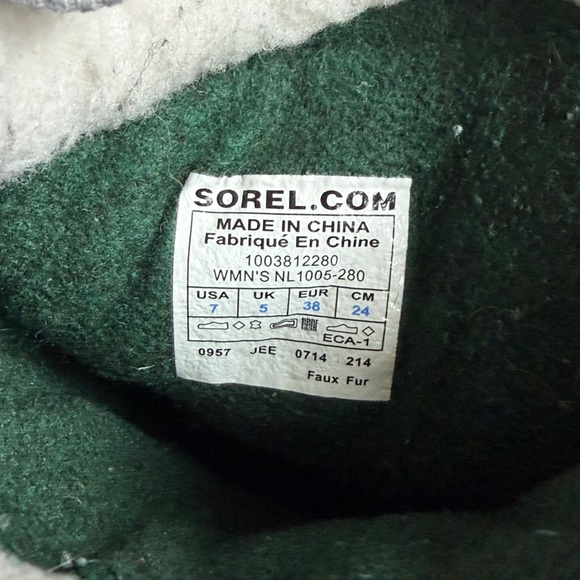 SOREL.COM
MADE IN CHINA
Fabriqué En Chine
1003812280
WMN'S NL1005-280
USA UK EUR CM
7 5 38 24
ECA-1
0957 JEE 0714 214
Faux Fur